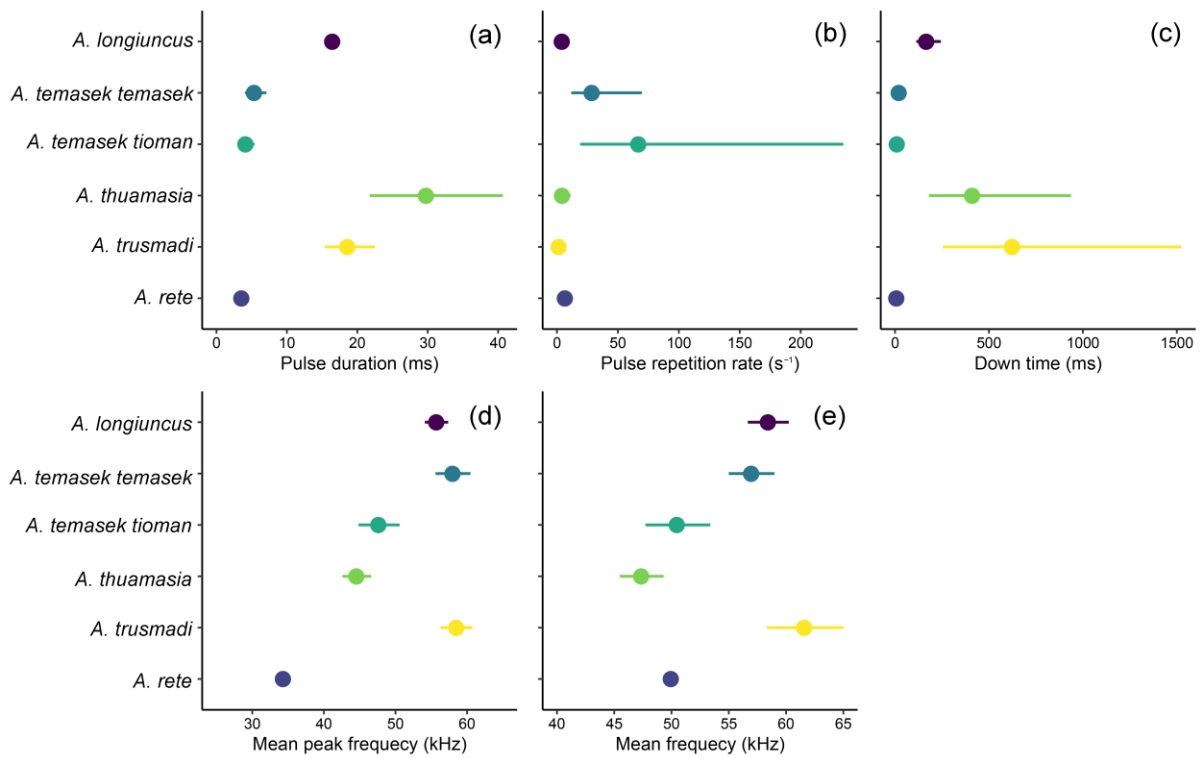 A. longiuncus
A. temasek temasek
A. temasek tioman
A. thuamasia
A. trusmadi
A. rete
(a)
0 10 20 30 40
Pulse duration (ms)
(b)
0 50 100 150 200
Pulse repetition rate (s⁻¹)
(c)
0 500 1000 1500
Down time (ms)
A. longiuncus
A. temasek temasek
A. temasek tioman
A. thuamasia
A. trusmadi
A. rete
(d)
30 40 50 60
Mean peak frequecy (kHz)
(e)
40 45 50 55 60 65
Mean frequecy (kHz)